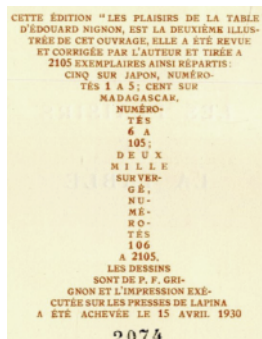 CETTE ÉDITION "LES PLAISIRS DE LA TABLE
D'ÉDOUARD NIGNON, EST LA DEUXIÈME ILLUS-
TRÉE DE CET OUVRAGE, ELLE A ÉTÉ REVUE
ET CORRIGÉE PAR L'AUTEUR ET TIRÉE A
2105 EXEMPLAIRES AINSI RÉPARTIS :
CINQ SUR JAPON, NUMÉRO-
TÉS 1 A 5; CENT SUR
MADAGASCAR,
NUMÉRO-
TÉS
6 A
105;
DEUX
MILLE
SUR VER-
GÉ,
NU-
MÉ-
RO-
TÉS
106
A 2105.
LES DESSINS
SONT DE P. F. GRI-
GNON ET L'IMPRESSION EXÉ-
CUTÉE SUR LES PRESSES DE LAPINA
A ÉTÉ ACHEVÉE LE 15 AVRIL 1930
2074